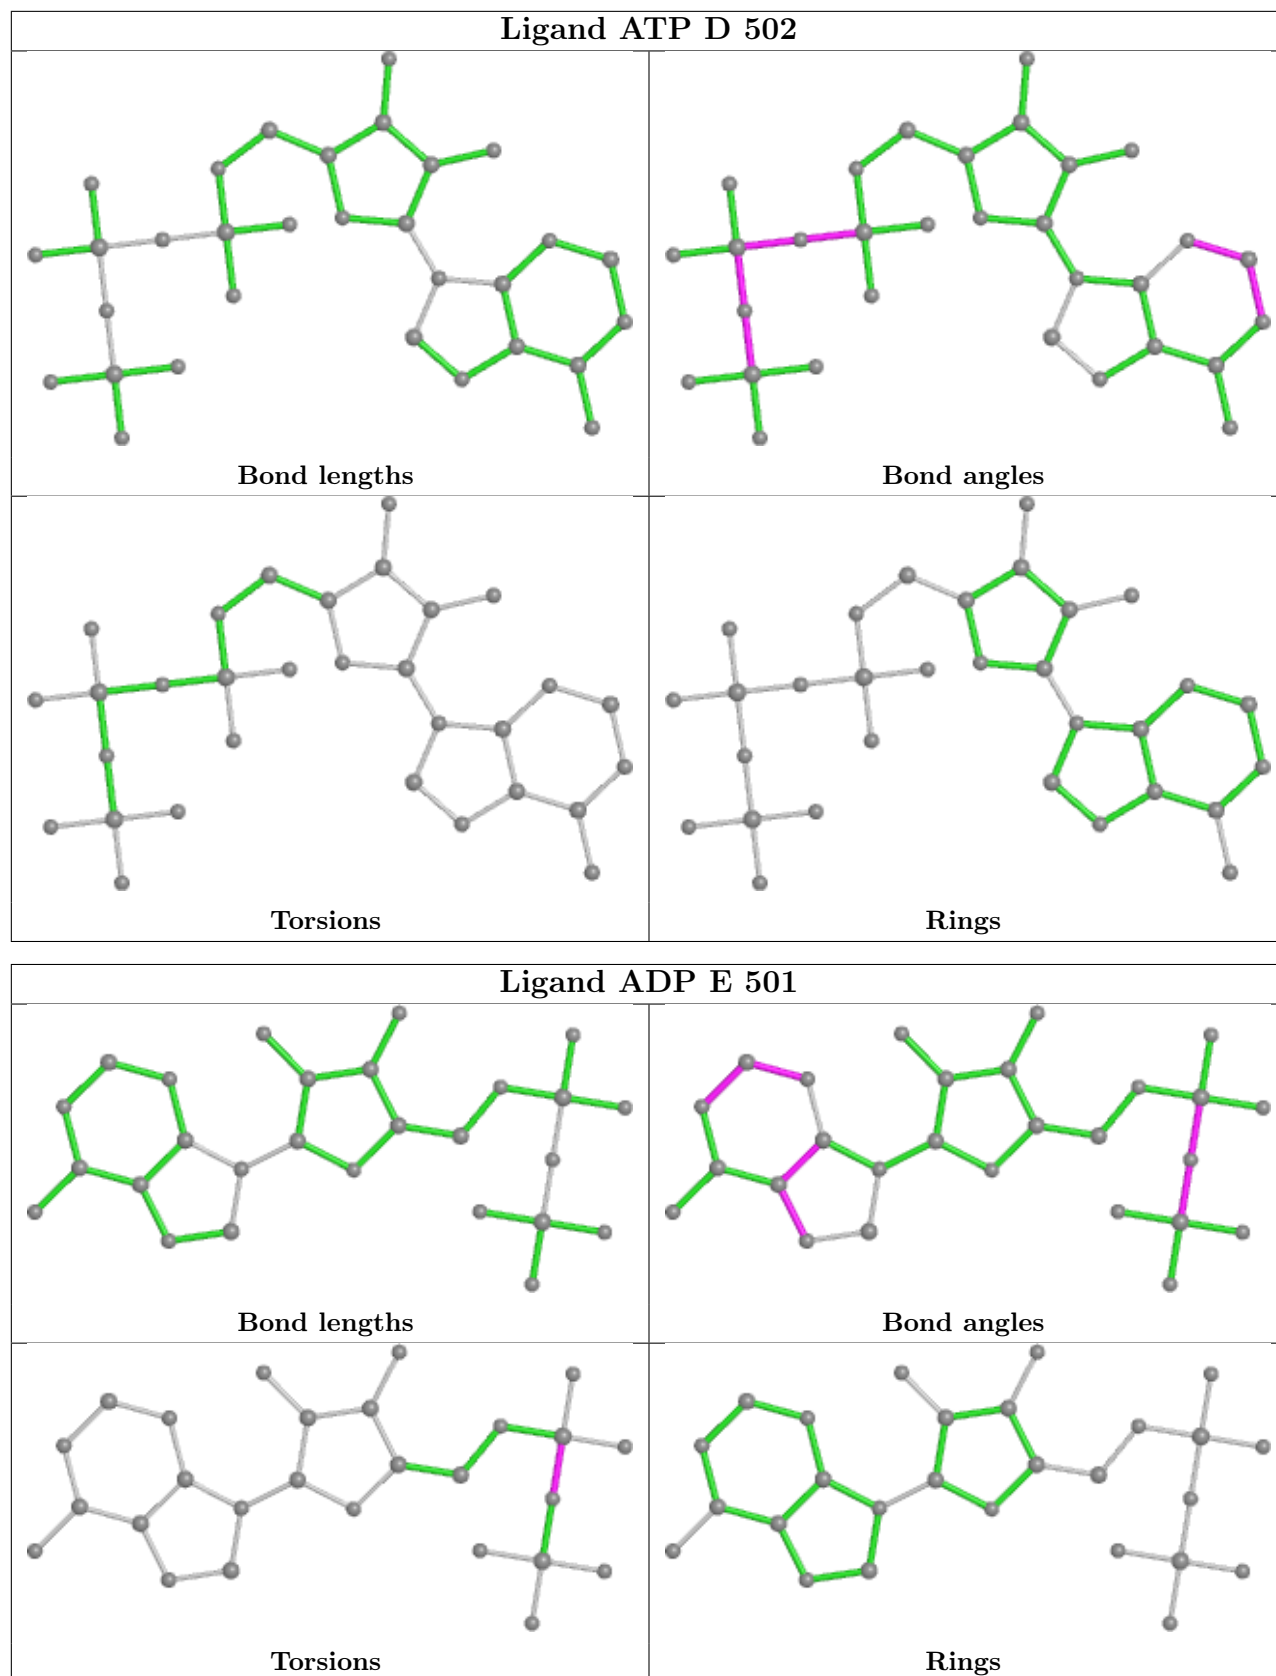 Ligand ATP D 502
Bond lengths
Bond angles
Torsions
Rings
Ligand ADP E 501
Bond lengths
Bond angles
Torsions
Rings